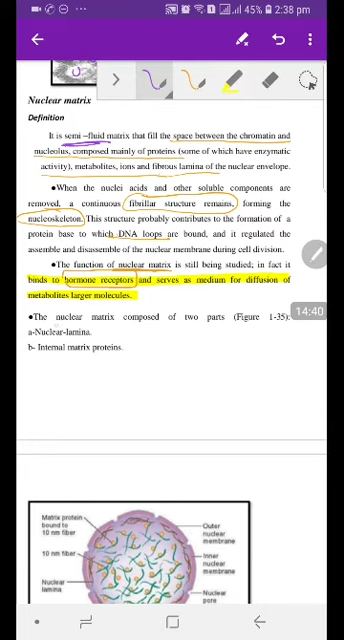 45% 2:38 pm
Nuclear matrix
Definition
It is semi –fluid matrix that fill the space between the chromatin and
nucleolus, composed mainly of proteins (some of which have enzymatic
activity), metabolites, ions and fibrous lamina of the nuclear envelope.
●When the nuclei acids and other soluble components are
removed, a continuous fibrillar structure remains, forming the
nucleoskeleton. This structure probably contributes to the formation of a
protein base to which DNA loops are bound, and it regulated the
assemble and disassemble of the nuclear membrane during cell division.
●The function of nuclear matrix is still being studied; in fact it
binds to hormone receptors and serves as medium for diffusion of
metabolites larger molecules.
14:40
●The nuclear matrix composed of two parts (Figure 1-35):
a-Nuclear-lamina.
b- Internal matrix proteins.
Matrix protein
bound to
10 nm fiber
Outer
nuclear
membrane
10 nm fiber
Inner
nuclear
membrane
Nuclear
lamina
Nuclear
pore